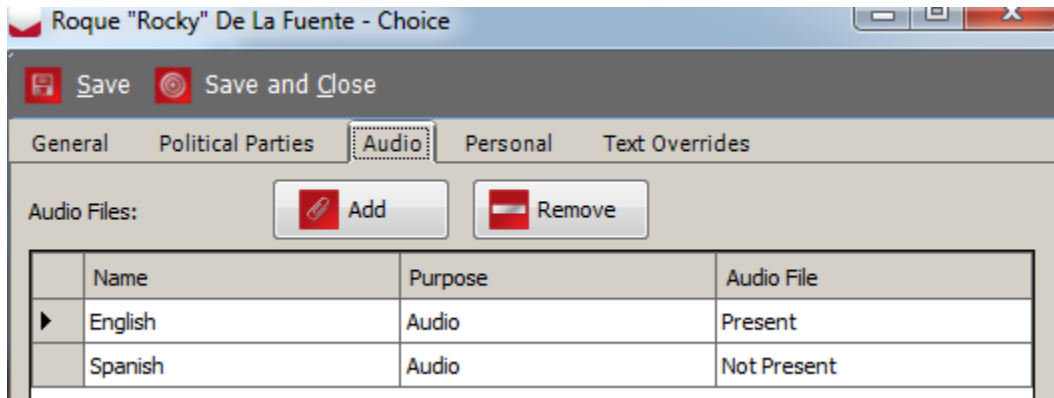 Roque "Rocky" De La Fuente - Choice
Save Save and Close
General Political Parties Audio Personal Text Overrides
Audio Files: Add Remove
Name Purpose Audio File
English Audio Present
Spanish Audio Not Present